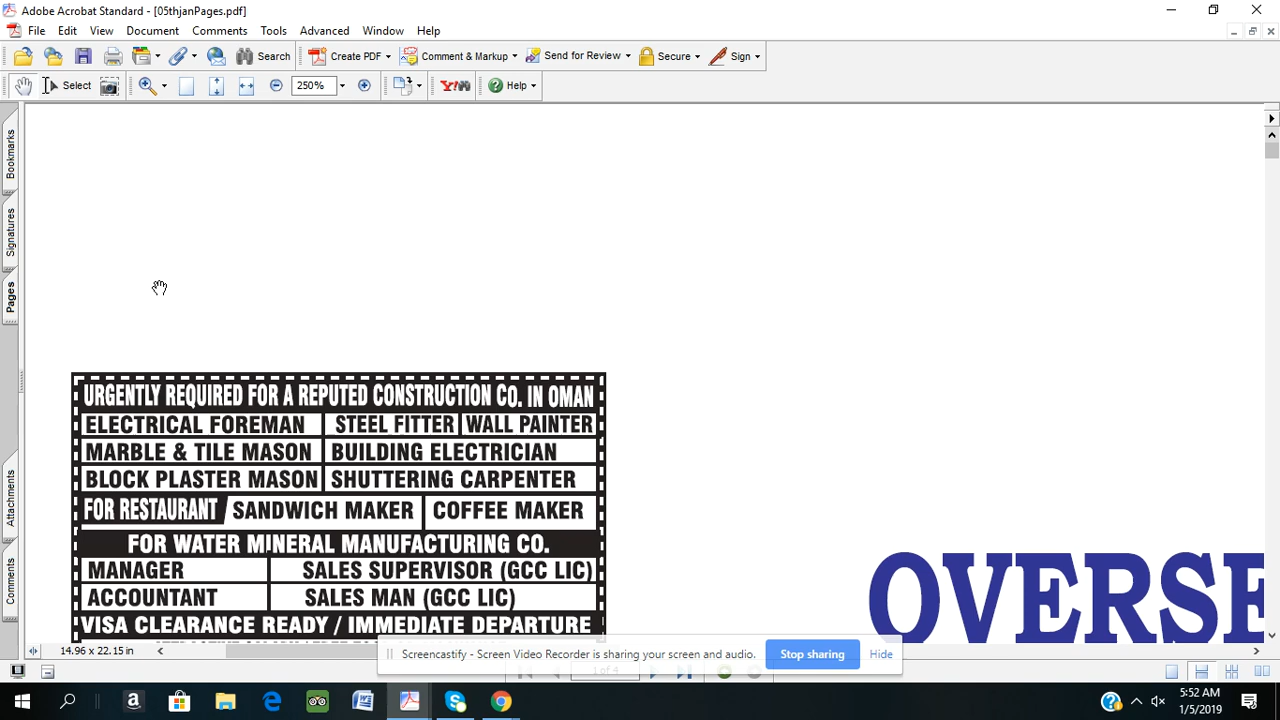 Adobe Acrobat Standard - [05thjanPages.pdf]
File Edit View Document Comments Tools Advanced Window Help
Search Create PDF Comment & Markup Send for Review Secure Sign
Select 250% Y! Help
Bookmarks
Signatures
Pages
Attachments
Comments
URGENTLY REQUIRED FOR A REPUTED CONSTRUCTION CO. IN OMAN
ELECTRICAL FOREMAN STEEL FITTER WALL PAINTER
MARBLE & TILE MASON BUILDING ELECTRICIAN
BLOCK PLASTER MASON SHUTTERING CARPENTER
FOR RESTAURANT SANDWICH MAKER COFFEE MAKER
FOR WATER MINERAL MANUFACTURING CO.
MANAGER SALES SUPERVISOR (GCC LIC)
ACCOUNTANT SALES MAN (GCC LIC)
VISA CLEARANCE READY / IMMEDIATE DEPARTURE
OVERSE
14.96 x 22.15 in
Screencastify - Screen Video Recorder is sharing your screen and audio. Stop sharing Hide
1 of 4
5:52 AM
1/5/2019